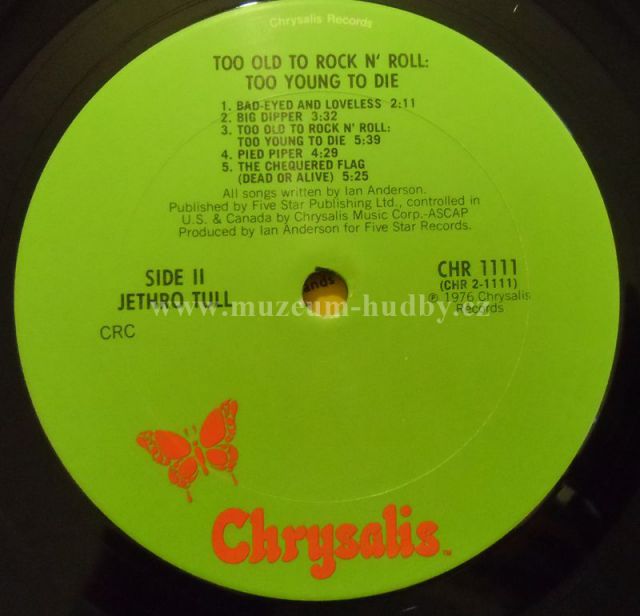 Chrysalis Records
TOO OLD TO ROCK N' ROLL:
TOO YOUNG TO DIE
1. BAD-EYED AND LOVELESS 2:11
2. BIG DIPPER 3:32
3. TOO OLD TO ROCK N' ROLL:
TOO YOUNG TO DIE 5:39
4. PIED PIPER 4:29
5. THE CHEQUERED FLAG
(DEAD OR ALIVE) 5:25
All songs written by Ian Anderson.
Published by Five Star Publishing Ltd., controlled in
U.S. & Canada by Chrysalis Music Corp.-ASCAP
Produced by Ian Anderson for Five Star Records.
SIDE II
JETHRO TULL
CRC
CHR 1111
(CHR 2-1111)
℗ 1976 Chrysalis
Records
www.muzeum-hudby.cz
Chrysalis™